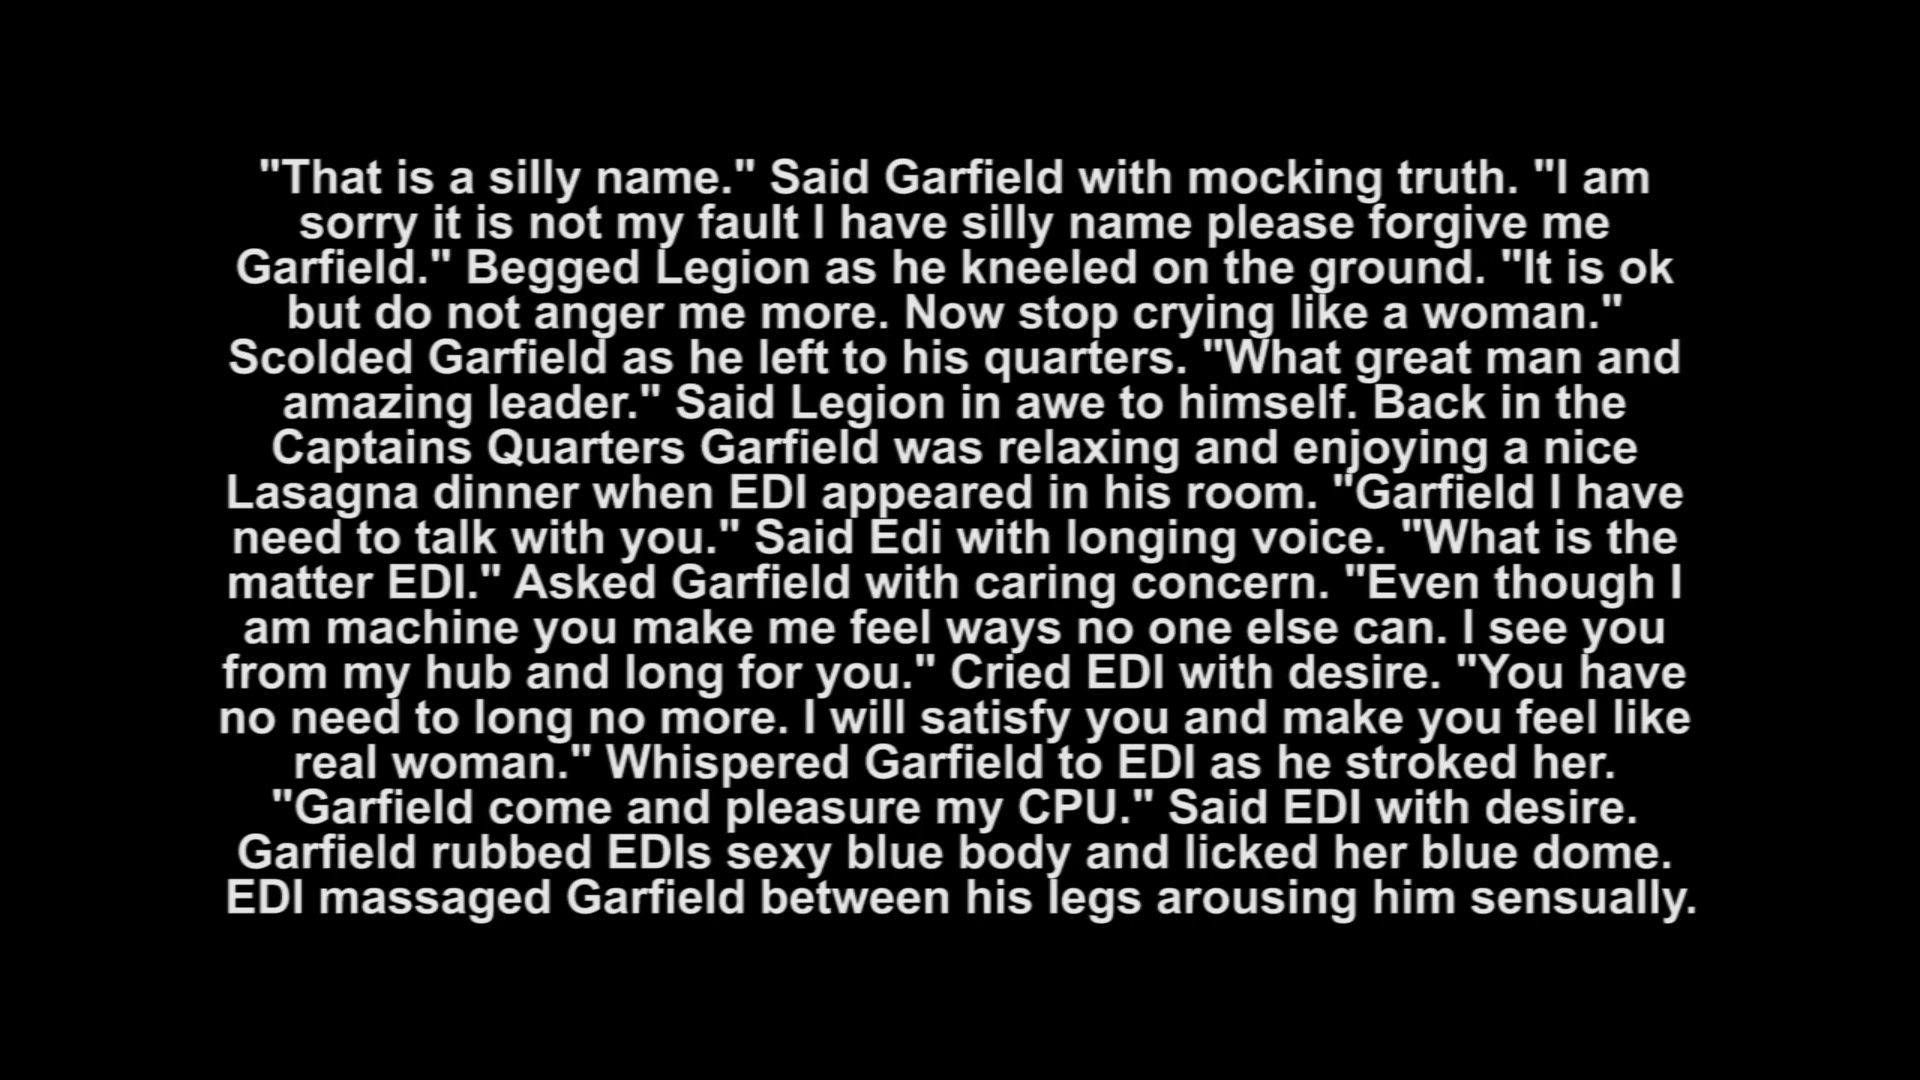 "That is a silly name." Said Garfield with mocking truth. "I am
sorry it is not my fault I have silly name please forgive me
Garfield." Begged Legion as he kneeled on the ground. "It is ok
but do not anger me more. Now stop crying like a woman."
Scolded Garfield as he left to his quarters. "What great man and
amazing leader." Said Legion in awe to himself. Back in the
Captains Quarters Garfield was relaxing and enjoying a nice
Lasagna dinner when EDI appeared in his room. "Garfield I have
need to talk with you." Said Edi with longing voice. "What is the
matter EDI." Asked Garfield with caring concern. "Even though I
am machine you make me feel ways no one else can. I see you
from my hub and long for you." Cried EDI with desire. "You have
no need to long no more. I will satisfy you and make you feel like
real woman." Whispered Garfield to EDI as he stroked her.
"Garfield come and pleasure my CPU." Said EDI with desire.
Garfield rubbed EDIs sexy blue body and licked her blue dome.
EDI massaged Garfield between his legs arousing him sensually.